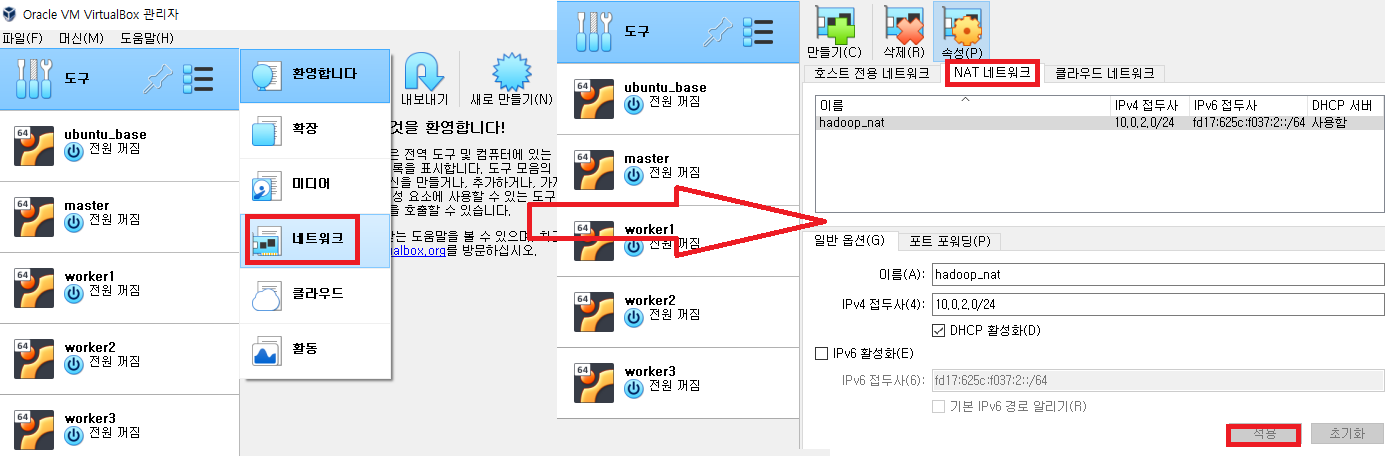 Oracle VM VirtualBox 관리자
파일(F) 머신(M) 도움말(H)
도구
64
ubuntu_base
전원 꺼짐
64
master
전원 꺼짐
64
worker1
전원 꺼짐
64
worker2
전원 꺼짐
64
worker3
전원 꺼짐
환영합니다
확장
미디어
네트워크
클라우드
활동
내보내기 새로 만들기(N)
것을 환영합니다!
은 전역 도구 및 컴퓨터에 있는
록을 표시합니다. 도구 모음의
신을 만들거나, 추가하거나, 가져
성 요소에 사용할 수 있는 도구
을 호출할 수 있습니다.
는 도움말을 볼 수 있으며, 최근
ualbox.org를 방문하십시오.
도구
64
ubuntu_base
전원 꺼짐
64
master
전원 꺼짐
64
worker1
전원 꺼짐
64
worker2
전원 꺼짐
64
worker3
전원 꺼짐
만들기(C) 삭제(R) 속성(P)
호스트 전용 네트워크 NAT 네트워크 클라우드 네트워크
이름 IPv4 접두사 IPv6 접두사 DHCP 서버
hadoop_nat 10.0.2.0/24 fd17:625c:f037:2::/64 사용함
일반 옵션(G) 포트 포워딩(P)
이름(A): hadoop_nat
IPv4 접두사(4): 10.0.2.0/24
DHCP 활성화(D)
IPv6 활성화(E)
IPv6 접두사(6): fd17:625c:f037:2::/64
기본 IPv6 경로 알리기(R)
적용 초기화